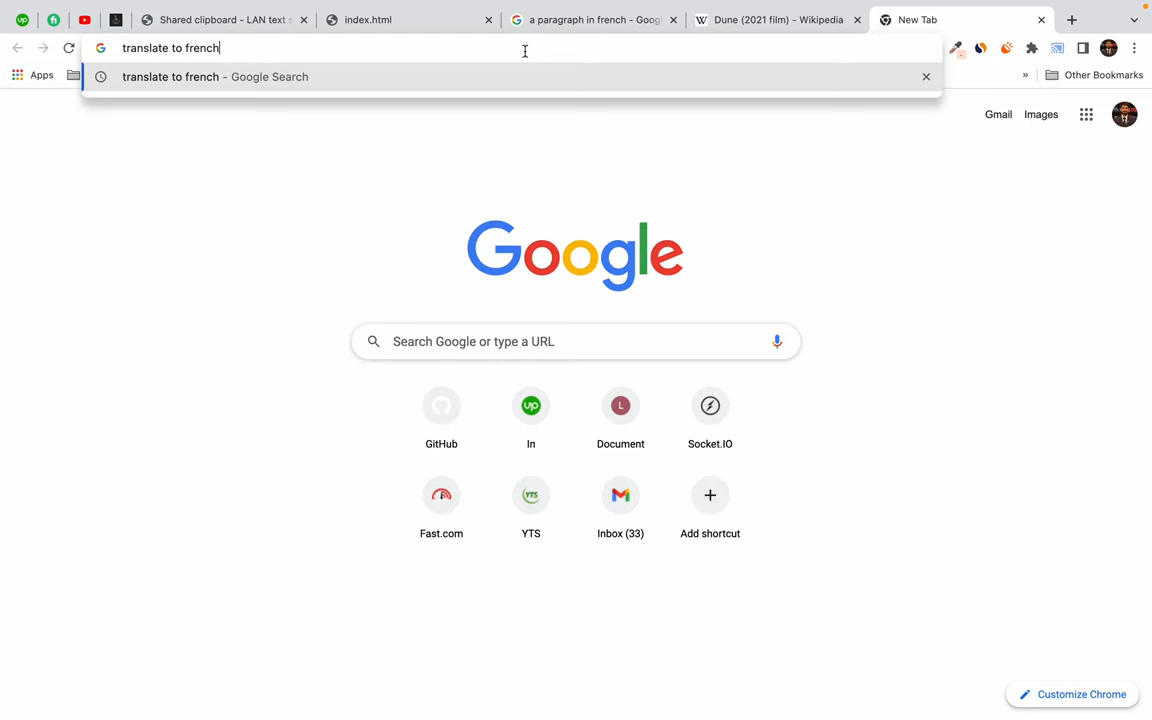 Shared clipboard - LAN text s
index.html
a paragraph in french - Goog
Dune (2021 film) - Wikipedia
New Tab
translate to french
Apps
translate to french - Google Search
Other Bookmarks
Gmail
Images
Google
Search Google or type a URL
GitHub
In
Document
Socket.IO
Fast.com
YTS
Inbox (33)
Add shortcut
Customize Chrome